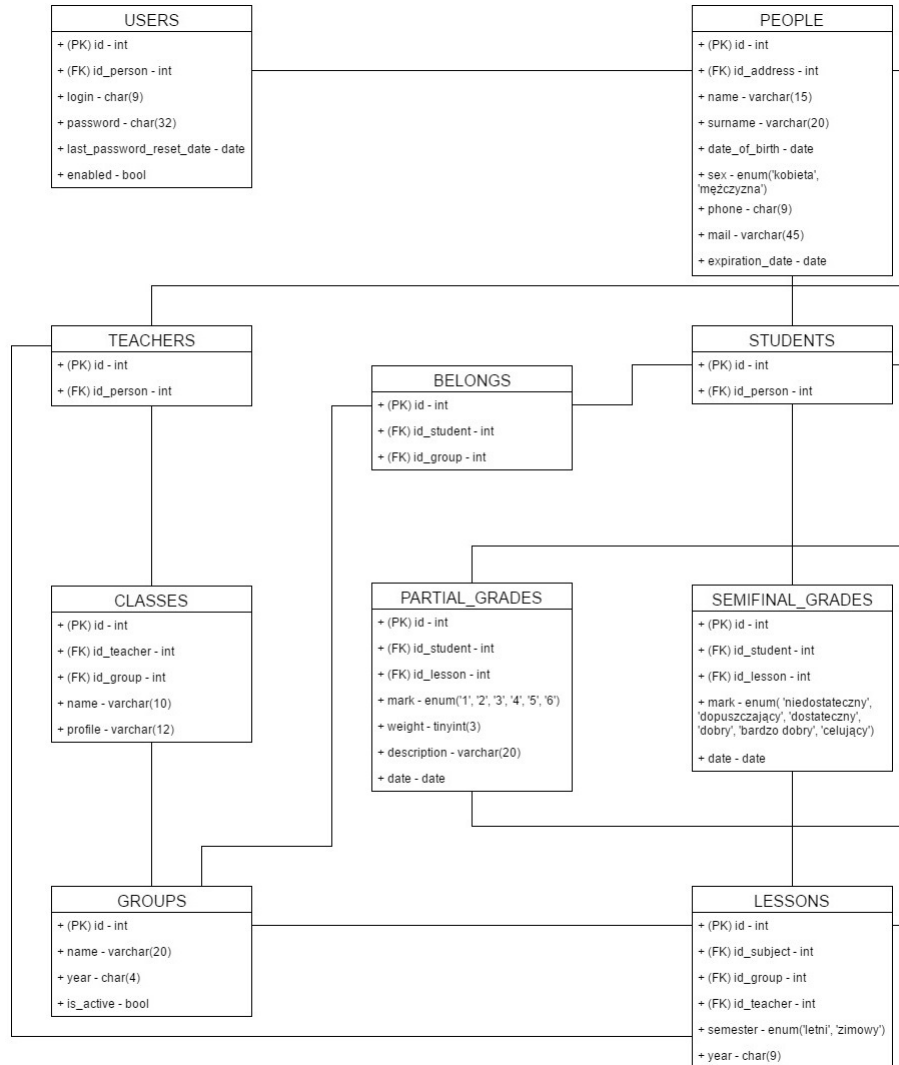 USERS
+ (PK) id - int
+ (FK) id_person - int
+ login - char(9)
+ password - char(32)
+ last_password_reset_date - date
+ enabled - bool
PEOPLE
+ (PK) id - int
+ (FK) id_address - int
+ name - varchar(15)
+ surname - varchar(20)
+ date_of_birth - date
+ sex - enum('kobieta',
'mężczyzna')
+ phone - char(9)
+ mail - varchar(45)
+ expiration_date - date
TEACHERS
+ (PK) id - int
+ (FK) id_person - int
BELONGS
+ (PK) id - int
+ (FK) id_student - int
+ (FK) id_group - int
STUDENTS
+ (PK) id - int
+ (FK) id_person - int
CLASSES
+ (PK) id - int
+ (FK) id_teacher - int
+ (FK) id_group - int
+ name - varchar(10)
+ profile - varchar(12)
PARTIAL_GRADES
+ (PK) id - int
+ (FK) id_student - int
+ (FK) id_lesson - int
+ mark - enum('1', '2', '3', '4', '5', '6')
+ weight - tinyint(3)
+ description - varchar(20)
+ date - date
SEMIFINAL_GRADES
+ (PK) id - int
+ (FK) id_student - int
+ (FK) id_lesson - int
+ mark - enum( 'niedostateczny',
'dopuszczający', 'dostateczny',
'dobry', 'bardzo dobry', 'celujący')
+ date - date
GROUPS
+ (PK) id - int
+ name - varchar(20)
+ year - char(4)
+ is_active - bool
LESSONS
+ (PK) id - int
+ (FK) id_subject - int
+ (FK) id_group - int
+ (FK) id_teacher - int
+ semester - enum('letni', 'zimowy')
+ year - char(9)